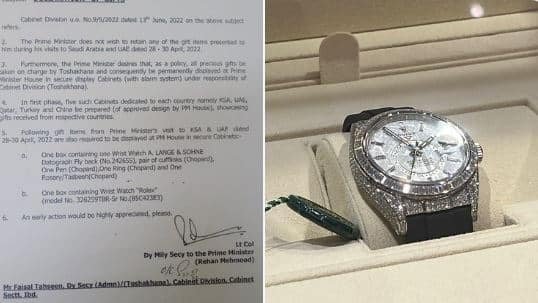 Cabinet Division u.o. No.9/5/2022 dated 13th June, 2022 on the above subject
refers.
2. The Prime Minister does not wish to retain any of the gift items presented to
him during his visits to Saudi Arabia and UAE dated 28 - 30 April, 2022.
3. Furthermore, the Prime Minister desires that, as a policy, all precious gifts be
taken on charge by Toshakhana and consequently be permanently displayed at Prime
Minister House in secure display Cabinets (with alarm system) under responsibility of
Cabinet Division (Toshakhana).
4. In first phase, five such Cabinets dedicated to each country namely KSA, UAE,
Qatar, Turkey and China be prepared (of approved design by PM House), showcasing
gifts received from respective countries.
5. Following gift items from Prime Minister's visit to KSA & UAE dated
28-30 April, 2022 are also required to be displayed at PM House in secure Cabinets:-
a. One box containing one Wrist Watch A. LANGE & SOHNE
Datograph Fly back (No.242655), pair of cufflinks (Chopard),
One Pen (Chopard),One Ring (Chopard) and One
Rosery/Tasbeeh(Chopard)
b. One box containing Wrist Watch "Rolex"
(model No. 326259TBR-Sr No.(85C423E3)
6. An early action would be highly appreciated, please.
Lt Col
Dy Mily Secy to the Prime Minister
(Rehan Mehmood)
Mr Faisal Tahseen, Dy Secy (Admn)/(Toshakhana), Cabinet Division, Cabinet
Sectt, Ibd.